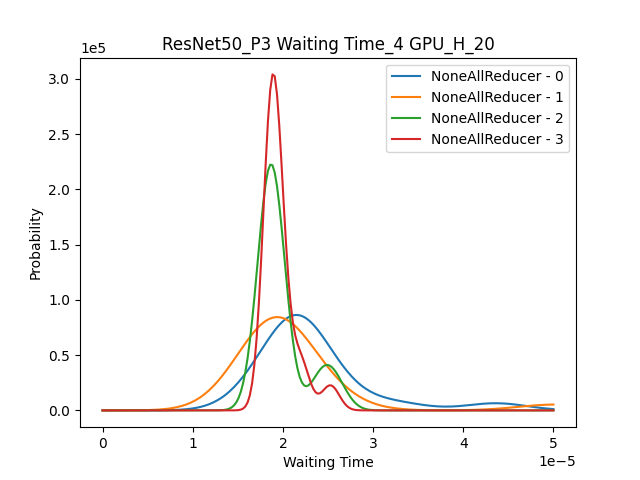 ResNet50_P3 Waiting Time_4 GPU_H_20
1e5
3.0
2.5
2.0
1.5
1.0
0.5
0.0
Probability
NoneAllReducer - 0
NoneAllReducer - 1
NoneAllReducer - 2
NoneAllReducer - 3
0 1 2 3 4 5
Waiting Time
1e−5